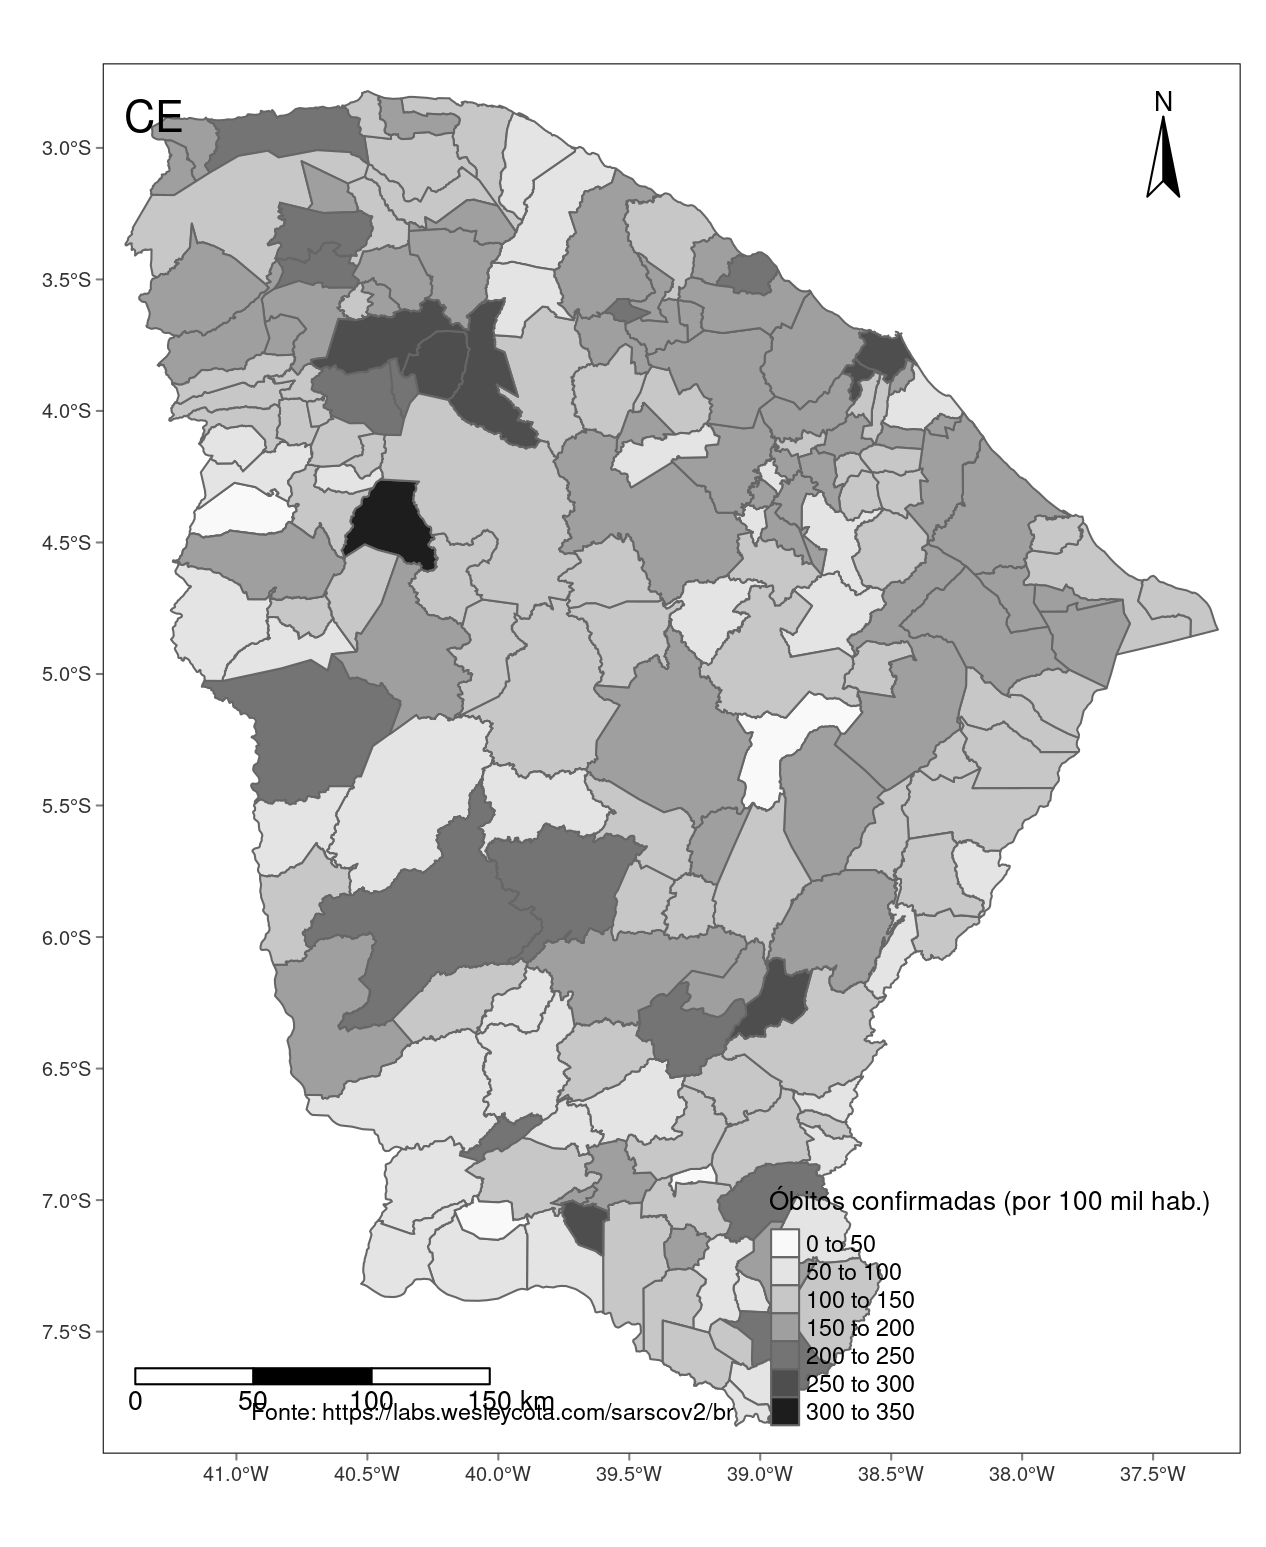 CE
N
3.0°S
3.5°S
4.0°S
4.5°S
5.0°S
5.5°S
6.0°S
6.5°S
7.0°S
7.5°S
Óbitos confirmadas (por 100 mil hab.)
0 to 50
50 to 100
100 to 150
150 to 200
200 to 250
250 to 300
300 to 350
0 50 100 150 km
Fonte: https://labs.wesleycota.com/sarscov2/br
41.0°W 40.5°W 40.0°W 39.5°W 39.0°W 38.5°W 38.0°W 37.5°W